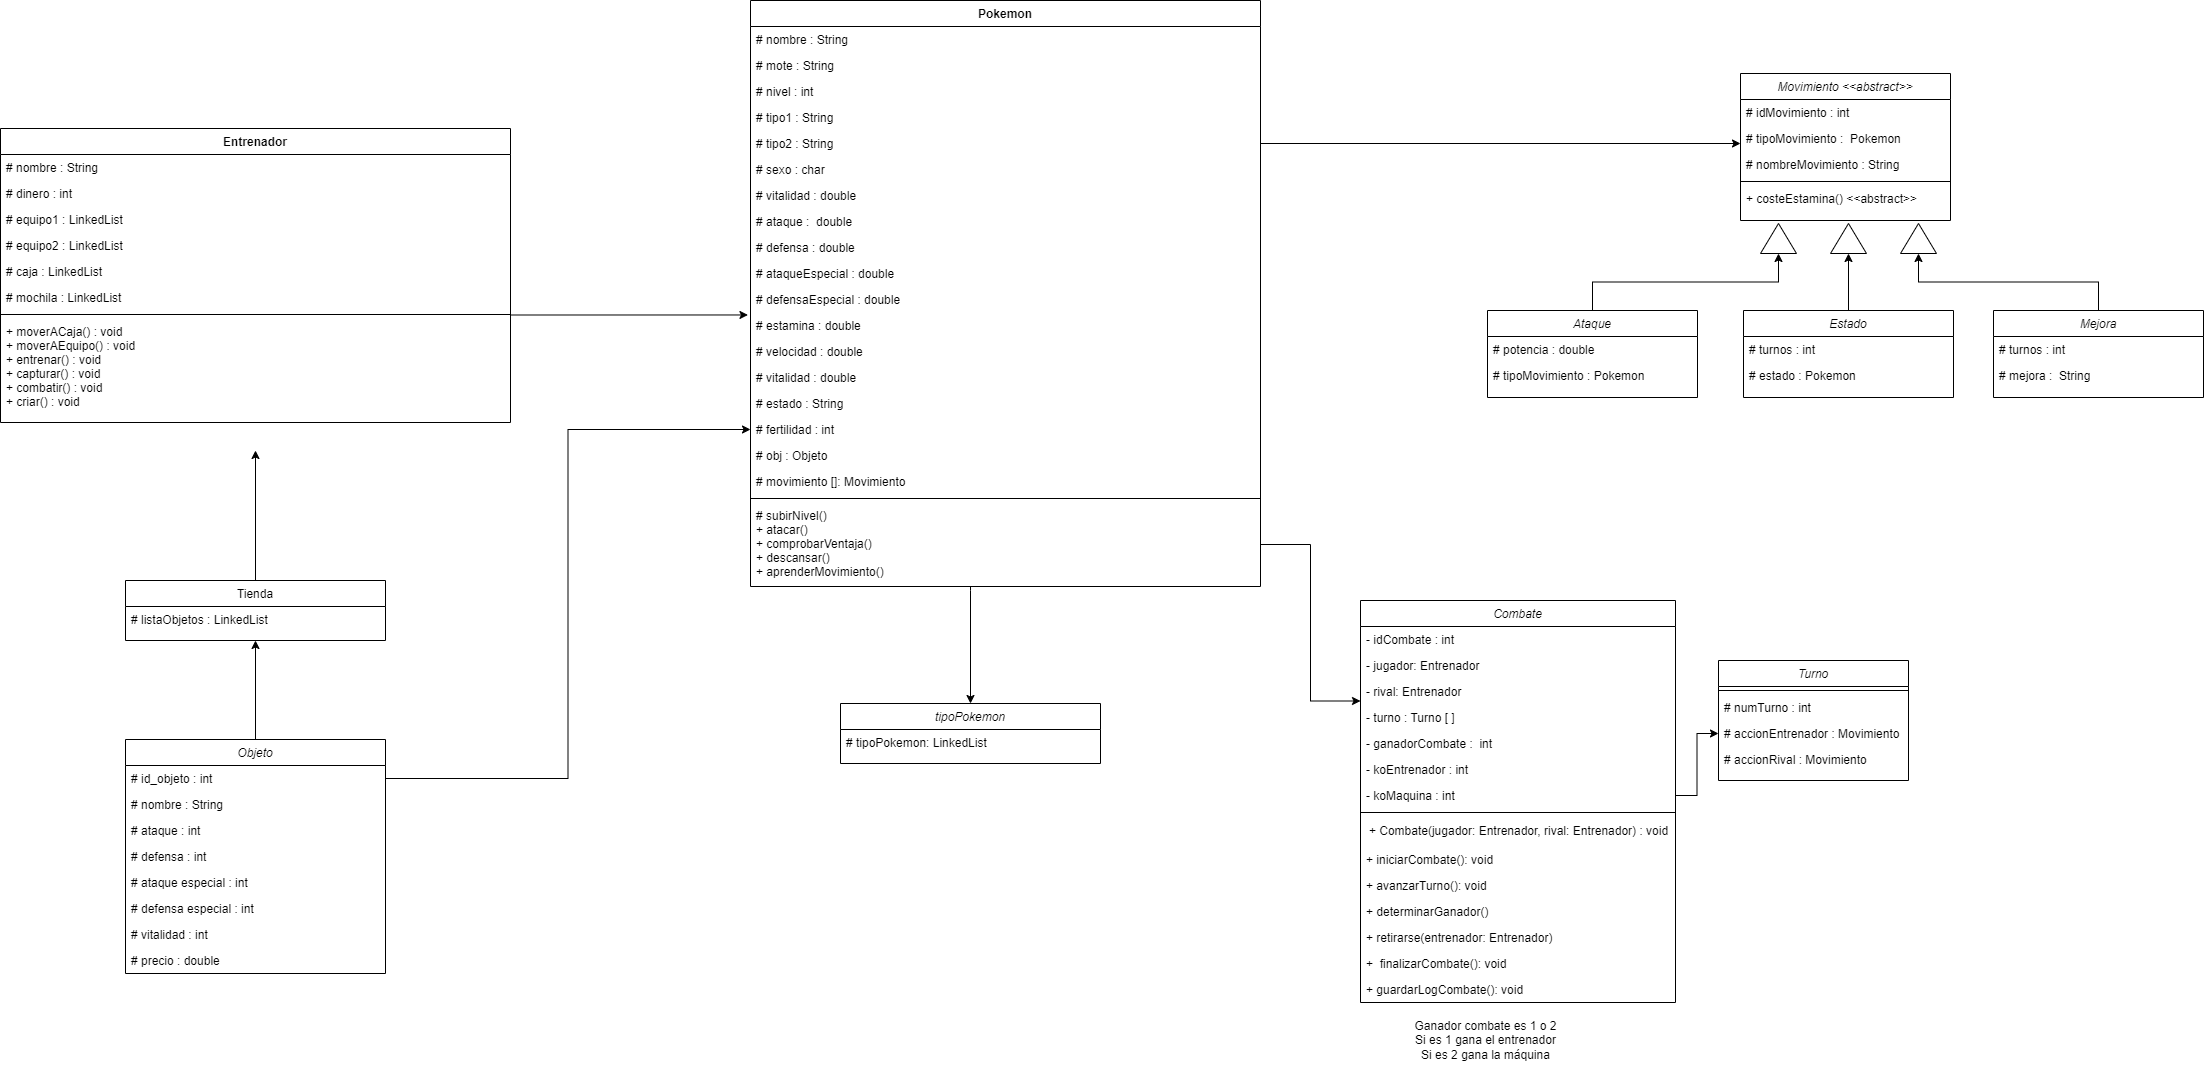 Pokemon
# nombre : String
# mote : String
# nivel : int
# tipo1 : String
# tipo2 : String
# sexo : char
# vitalidad : double
# ataque :  double
# defensa : double
# ataqueEspecial : double
# defensaEspecial : double
# estamina : double
# velocidad : double
# vitalidad : double
# estado : String
# fertilidad : int
# obj : Objeto
# movimiento []: Movimiento
# subirNivel()
+ atacar()
+ comprobarVentaja()
+ descansar()
+ aprenderMovimiento()
Entrenador
# nombre : String
# dinero : int
# equipo1 : LinkedList
# equipo2 : LinkedList
# caja : LinkedList
# mochila : LinkedList
+ moverACaja() : void
+ moverAEquipo() : void
+ entrenar() : void
+ capturar() : void
+ combatir() : void
+ criar() : void
Movimiento <<abstract>>
# idMovimiento : int
# tipoMovimiento :  Pokemon
# nombreMovimiento : String
+ costeEstamina() <<abstract>>
Ataque
# potencia : double
# tipoMovimiento : Pokemon
Estado
# turnos : int
# estado : Pokemon
Mejora
# turnos : int
# mejora :  String
Tienda
# listaObjetos : LinkedList
Objeto
# id_objeto : int
# nombre : String
# ataque : int
# defensa : int
# ataque especial : int
# defensa especial : int
# vitalidad : int
# precio : double
tipoPokemon
# tipoPokemon: LinkedList
Combate
- idCombate : int
- jugador: Entrenador
- rival: Entrenador
- turno : Turno [ ]
- ganadorCombate :  int
- koEntrenador : int
- koMaquina : int
+ Combate(jugador: Entrenador, rival: Entrenador) : void
+ iniciarCombate(): void
+ avanzarTurno(): void
+ determinarGanador()
+ retirarse(entrenador: Entrenador)
+  finalizarCombate(): void
+ guardarLogCombate(): void
Turno
# numTurno : int
# accionEntrenador : Movimiento
# accionRival : Movimiento
Ganador combate es 1 o 2
Si es 1 gana el entrenador
Si es 2 gana la máquina